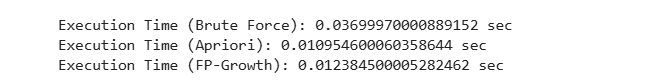 Execution Time (Brute Force): 0.03699970000889152 sec
Execution Time (Apriori): 0.010954600060358644 sec
Execution Time (FP-Growth): 0.012384500005282462 sec